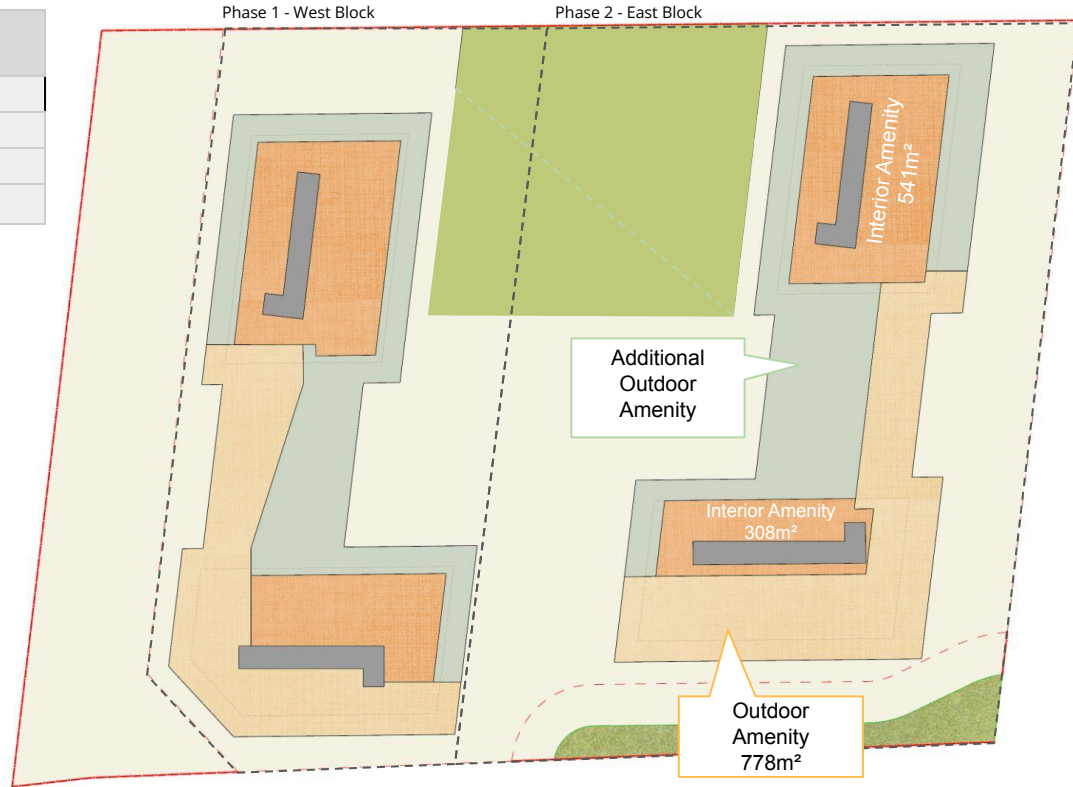 Phase 1 - West Block
Phase 2 - East Block
Interior Amenity
541m²
Additional
Outdoor
Amenity
Interior Amenity
308m²
Outdoor
Amenity
778m²